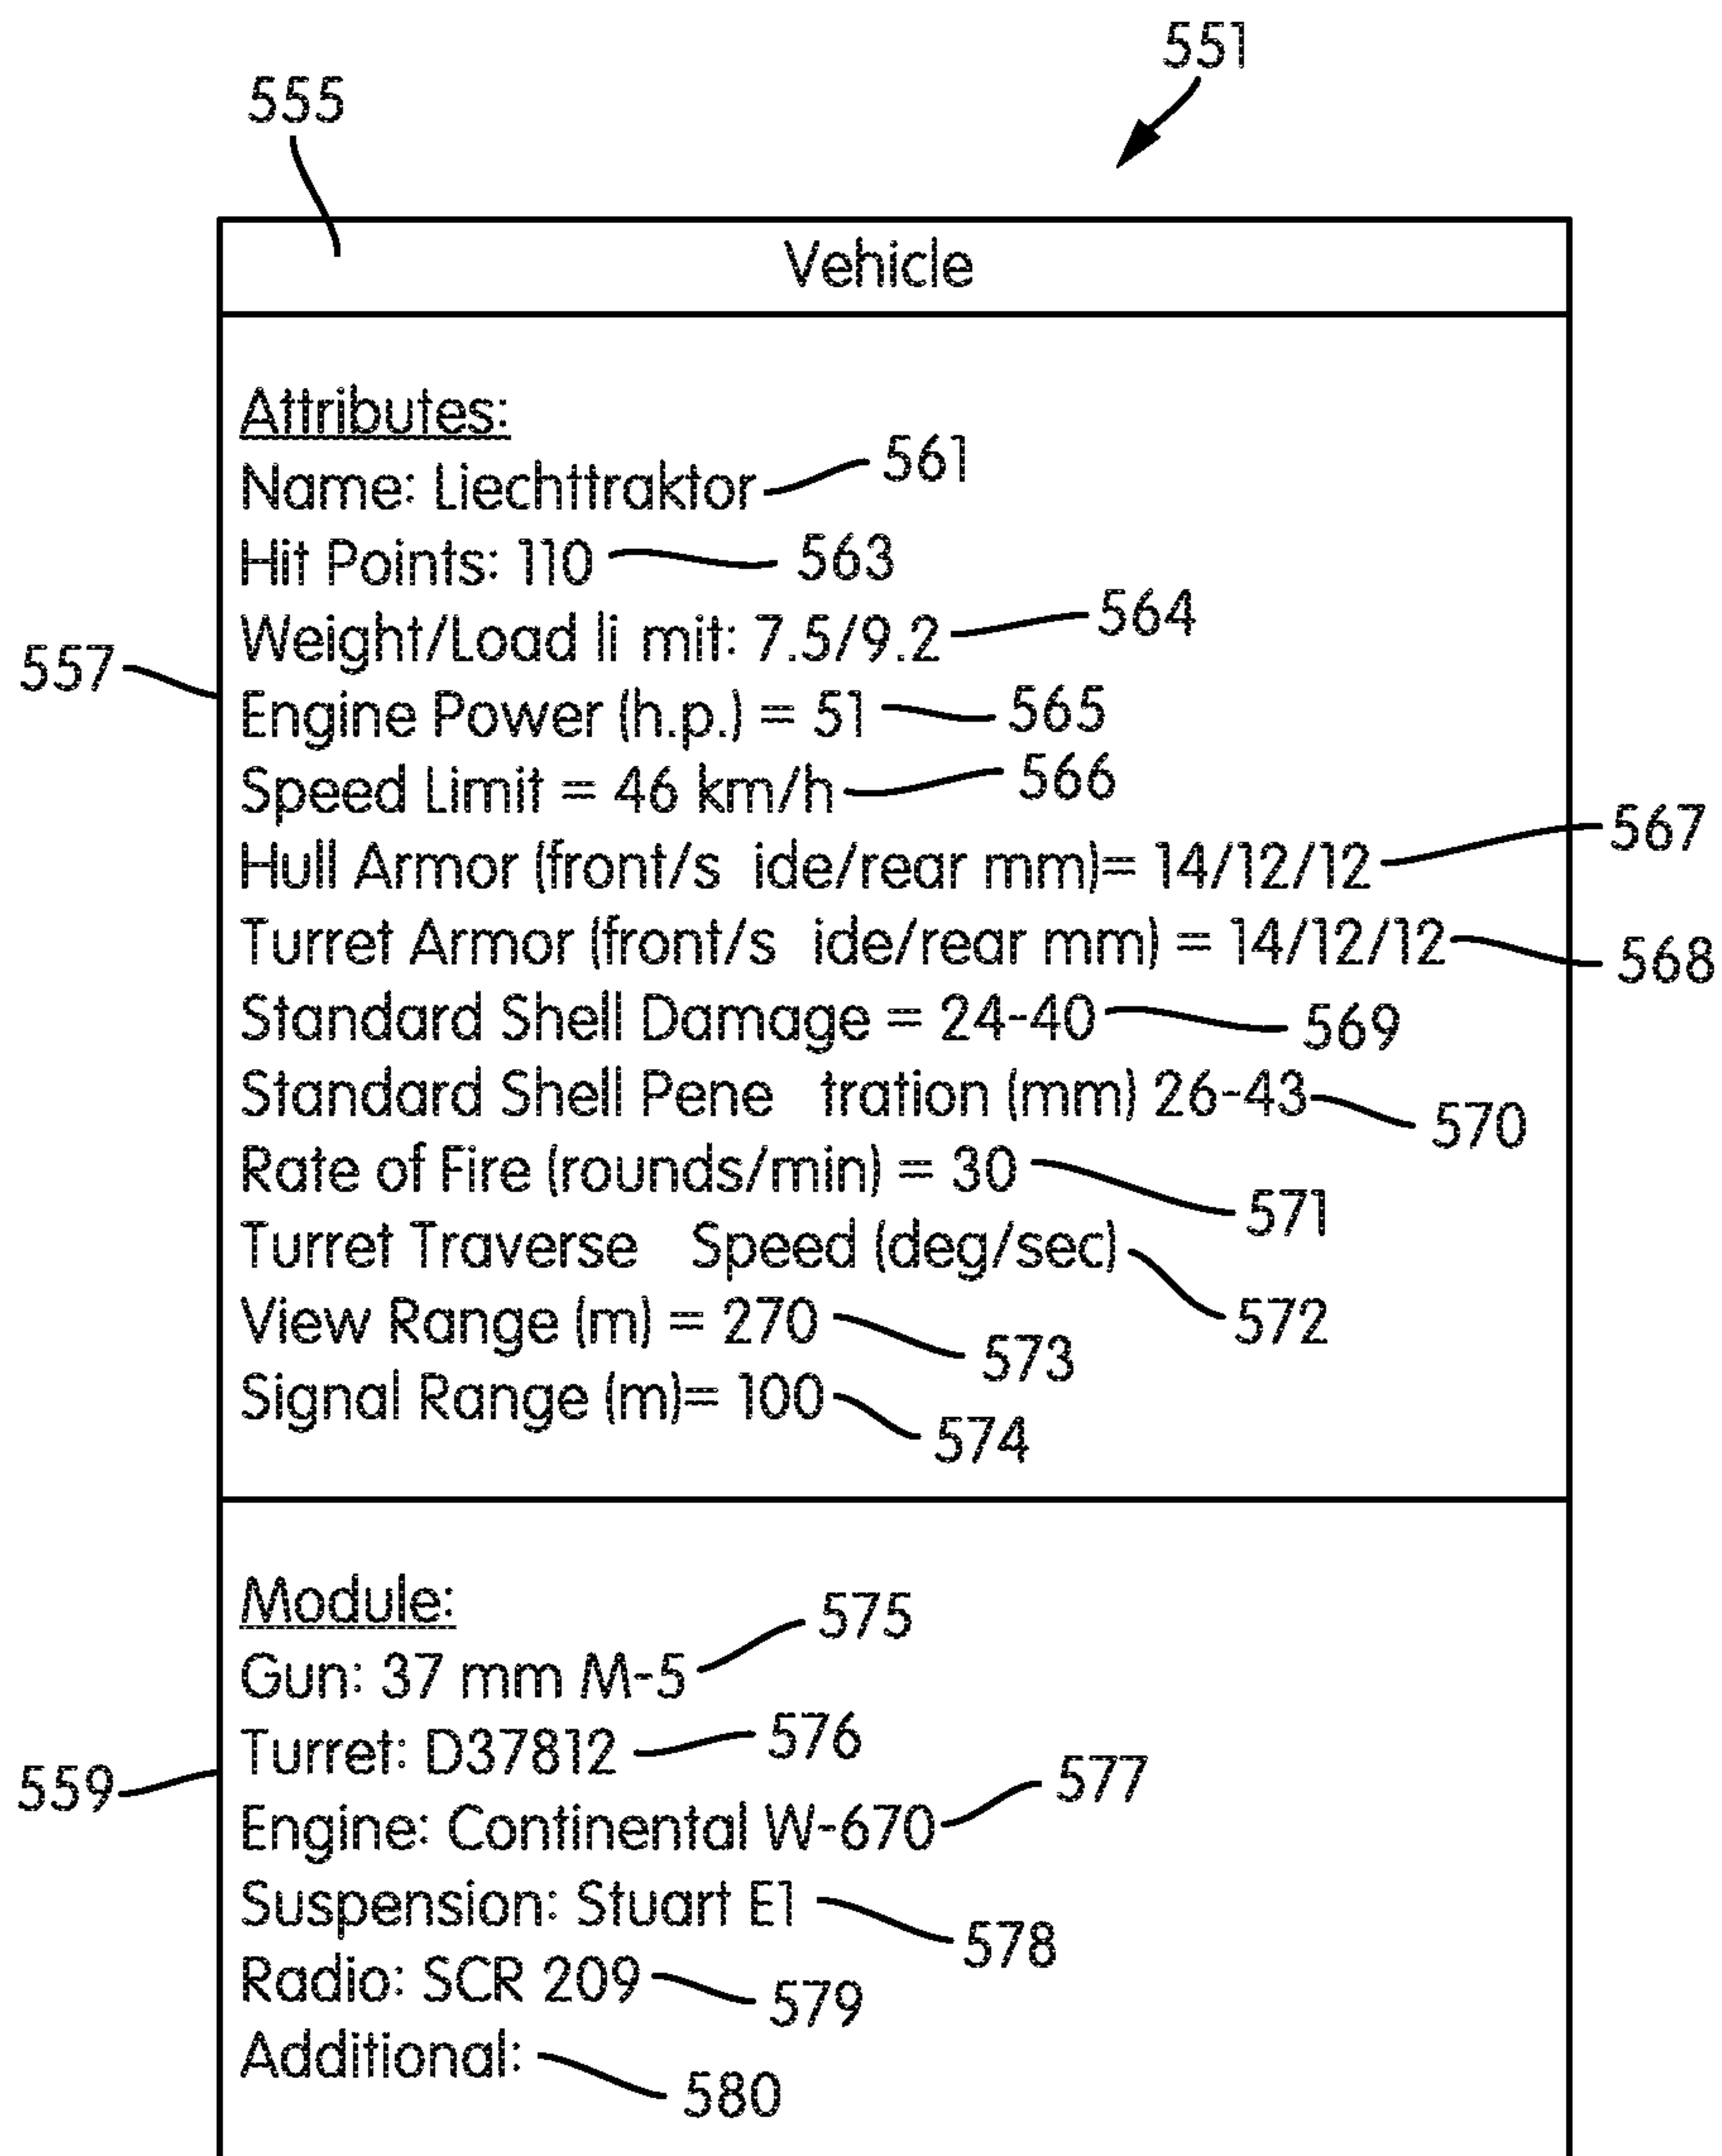 551
555
Vehicle
Attributes:
Name: Liechttraktor 561
Hit Points: 110 563
Weight/Load li mit: 7.5/9.2 564
557
Engine Power (h.p.) = 51 565
Speed Limit = 46 km/h 566
Hull Armor (front/s ide/rear mm)= 14/12/12 567
Turret Armor (front/s ide/rear mm) = 14/12/12 568
Standard Shell Damage = 24-40 569
Standard Shell Pene tration (mm) 26-43 570
Rate of Fire (rounds/min) = 30 571
Turret Traverse Speed (deg/sec) 572
View Range (m) = 270 573
Signal Range (m)= 100 574
Module:
Gun: 37 mm M-5 575
Turret: D37812 576
559
Engine: Continental W-670 577
Suspension: Stuart E1 578
Radio: SCR 209 579
Additional: 580